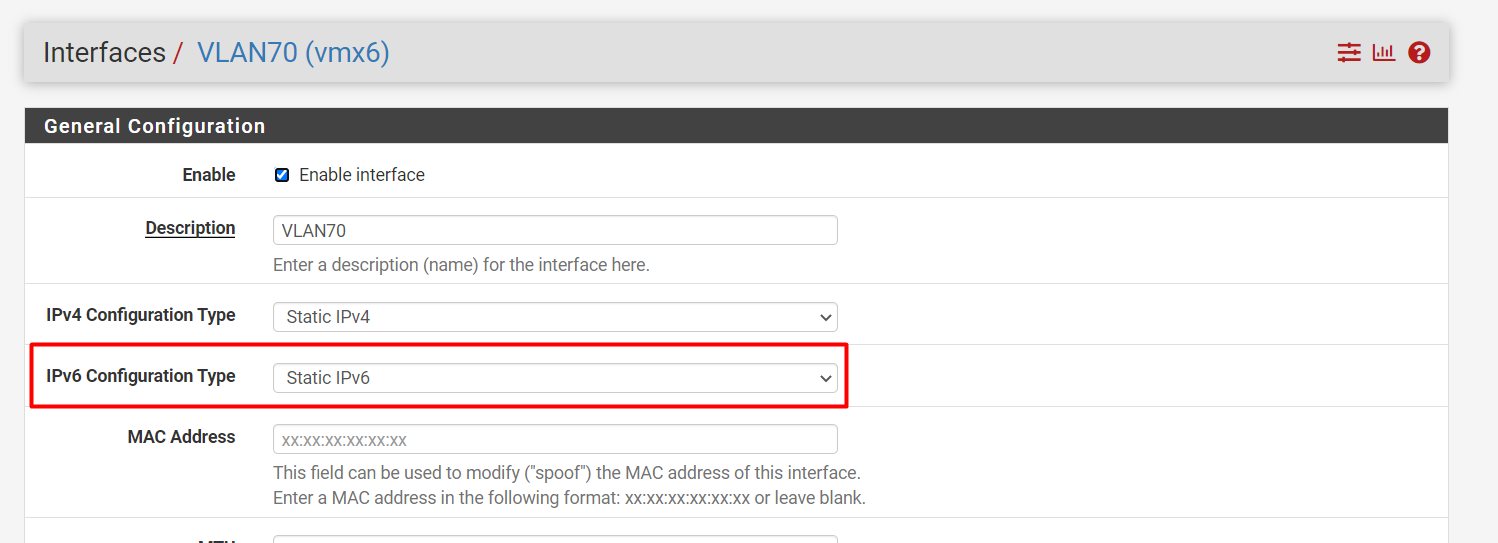 Interfaces / VLAN70 (vmx6)
General Configuration
Enable Enable interface
Description VLAN70
Enter a description (name) for the interface here.
IPv4 Configuration Type Static IPv4
IPv6 Configuration Type Static IPv6
MAC Address xx:xx:xx:xx:xx:xx
This field can be used to modify ("spoof") the MAC address of this interface.
Enter a MAC address in the following format: xx:xx:xx:xx:xx:xx or leave blank.